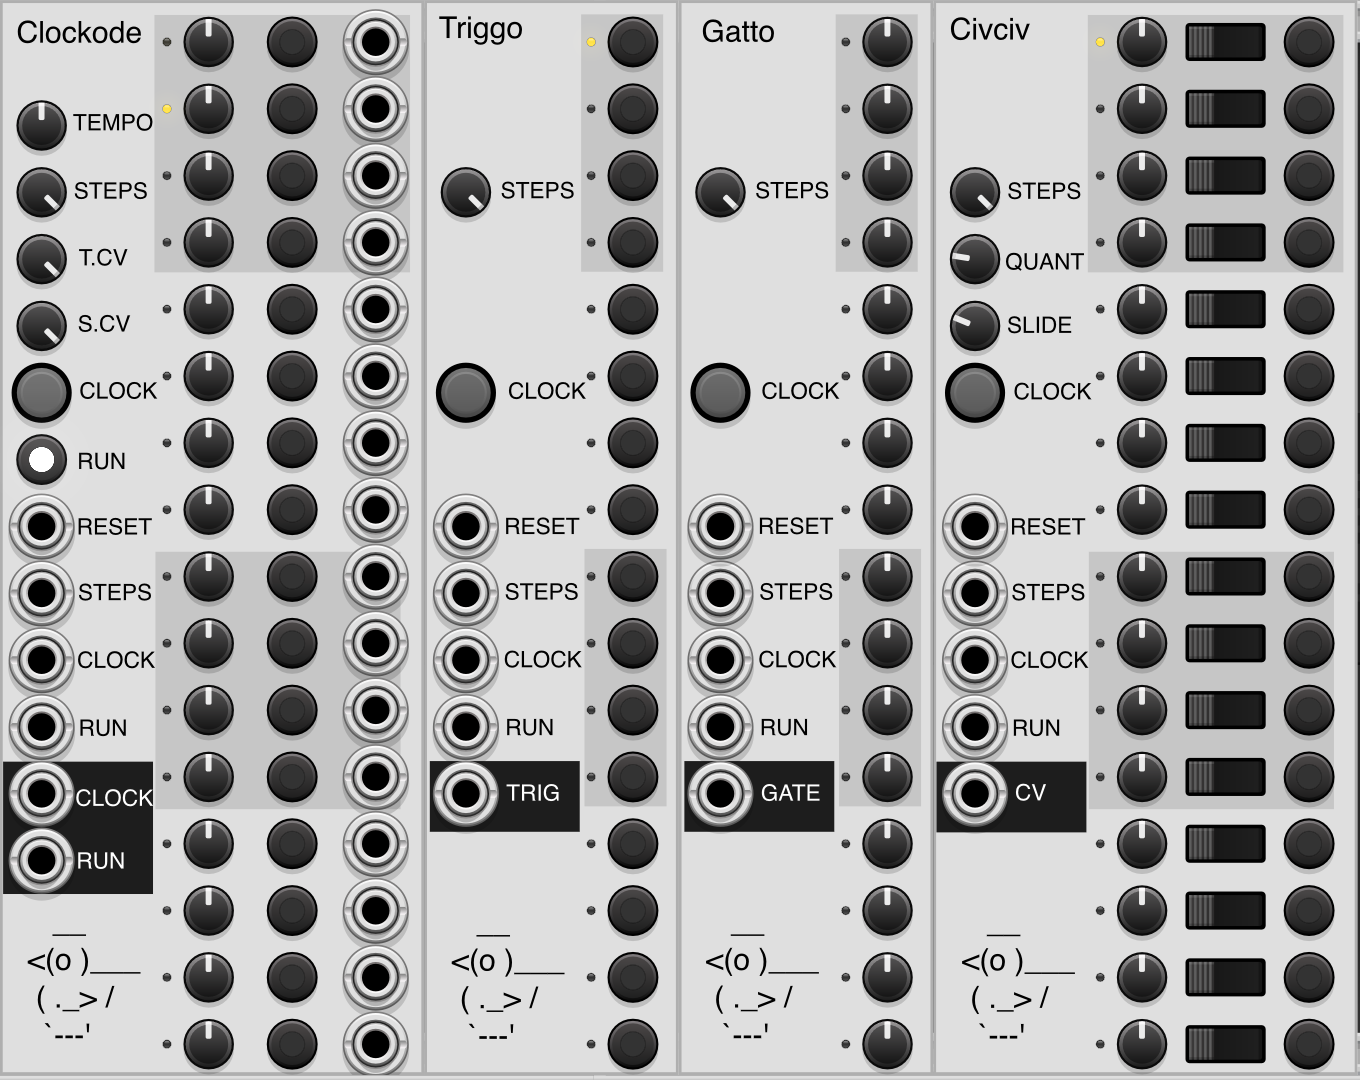 Clockode
TEMPO
STEPS
T.CV
S.CV
CLOCK
RUN
RESET
STEPS
CLOCK
RUN
CLOCK
RUN
__
<(o )___
( ._> /
`---'
Triggo
STEPS
CLOCK
RESET
STEPS
CLOCK
RUN
TRIG
__
<(o )___
( ._> /
`---'
Gatto
STEPS
CLOCK
RESET
STEPS
CLOCK
RUN
GATE
__
<(o )___
( ._> /
`---'
Civciv
STEPS
QUANT
SLIDE
CLOCK
RESET
STEPS
CLOCK
RUN
CV
__
<(o )___
( ._> /
`---'